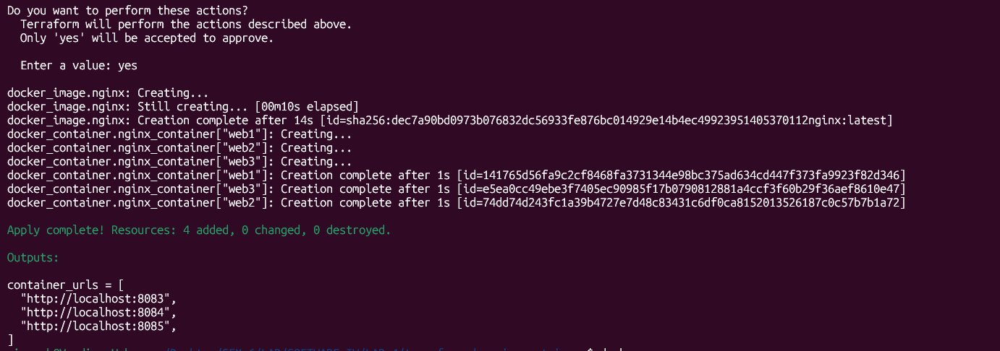 Do you want to perform these actions?
  Terraform will perform the actions described above.
  Only 'yes' will be accepted to approve.

  Enter a value: yes

docker_image.nginx: Creating...
docker_image.nginx: Still creating... [00m10s elapsed]
docker_image.nginx: Creation complete after 14s [id=sha256:dec7a90bd0973b076832dc56933fe876bc014929e14b4ec49923951405370112nginx:latest]
docker_container.nginx_container["web1"]: Creating...
docker_container.nginx_container["web2"]: Creating...
docker_container.nginx_container["web3"]: Creating...
docker_container.nginx_container["web1"]: Creation complete after 1s [id=141765d56fa9c2cf8468fa3731344e98bc375ad634cd447f373fa9923f82d346]
docker_container.nginx_container["web3"]: Creation complete after 1s [id=e5ea0cc49ebe3f7405ec90985f17b0790812881a4ccf3f60b29f36aef8610e47]
docker_container.nginx_container["web2"]: Creation complete after 1s [id=74dd74d243fc1a39b4727e7d48c83431c6df0ca8152013526187c0c57b7b1a72]

Apply complete! Resources: 4 added, 0 changed, 0 destroyed.

Outputs:

container_urls = [
  "http://localhost:8083",
  "http://localhost:8084",
  "http://localhost:8085",
]